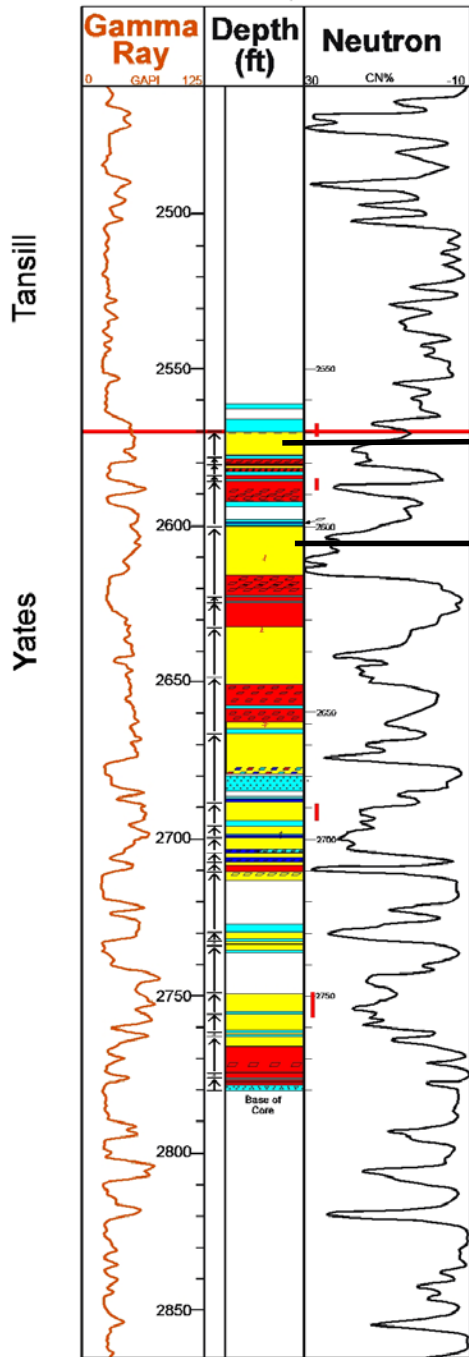 Gamma
Ray
0 GAPI 125
Depth
(ft)
Neutron
30 CN% -10
Tansill
2500
2550
2550
2600
2600
Yates
2650
2650
2700
2700
2750
2750
Base of
Core
2800
2850